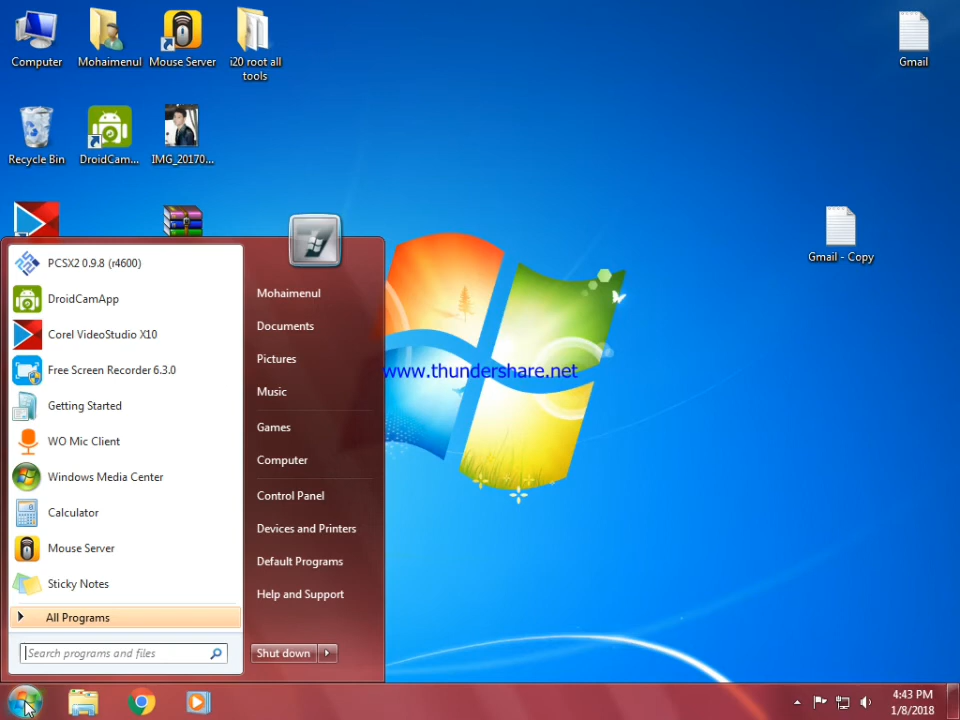 Computer
Mohaimenul
Mouse Server
i20 root all
tools
Gmail
Recycle Bin
DroidCam...
IMG_20170...
Gmail - Copy
PCSX2 0.9.8 (r4600)
DroidCamApp
Corel VideoStudio X10
Free Screen Recorder 6.3.0
Getting Started
WO Mic Client
Windows Media Center
Calculator
Mouse Server
Sticky Notes
All Programs
Search programs and files
Mohaimenul
Documents
Pictures
Music
Games
Computer
Control Panel
Devices and Printers
Default Programs
Help and Support
Shut down
www.thundershare.net
4:43 PM
1/8/2018